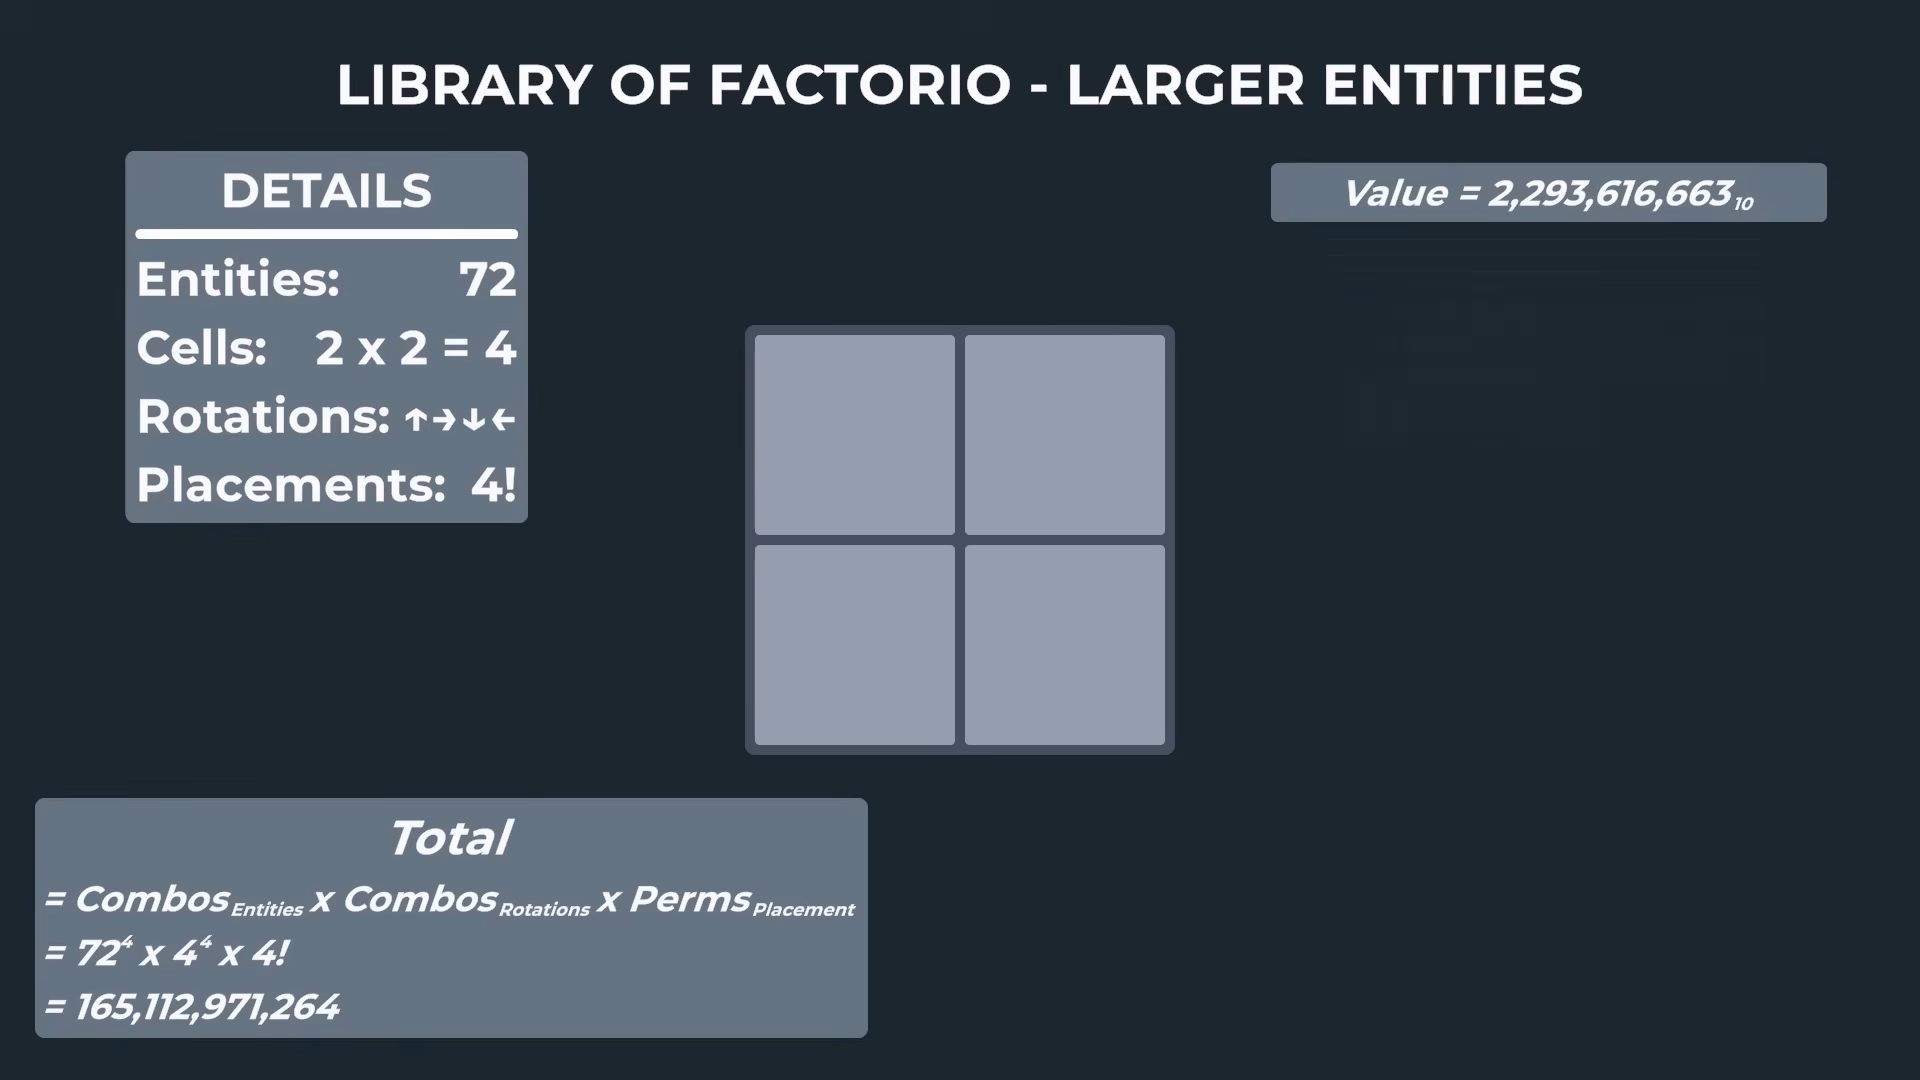 LIBRARY OF FACTORIO - LARGER ENTITIES
DETAILS
Entities: 72
Cells: 2 x 2 = 4
Rotations: ↑→↓←
Placements: 4!
Value = 2,293,616,663₁₀
Total
= Combos Entities x Combos Rotations x Perms Placement
= 72⁴ x 4⁴ x 4!
= 165,112,971,264